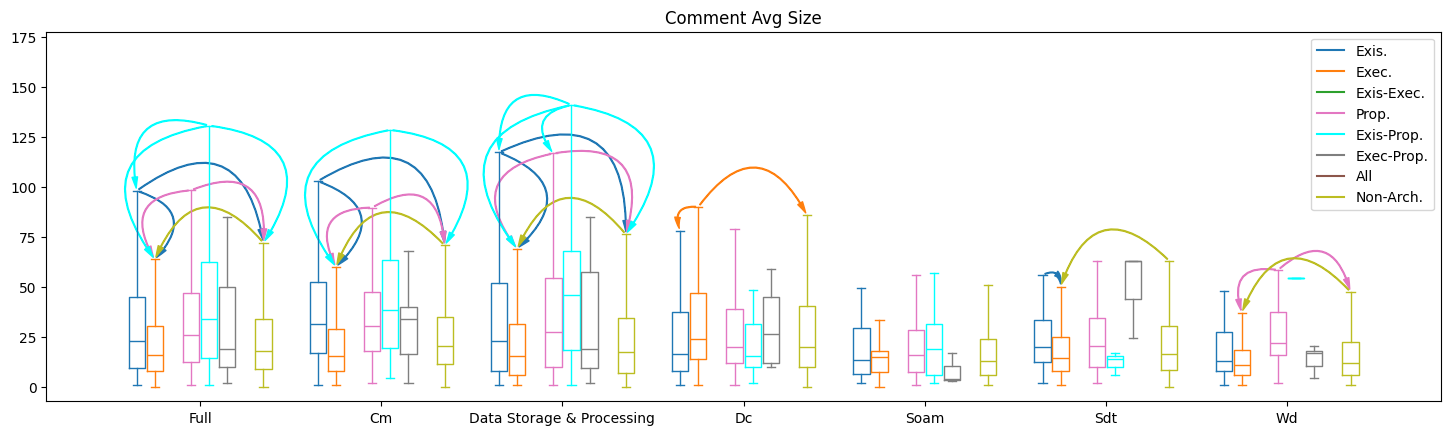 Comment Avg Size
175
150
125
100
75
50
25
0
Exis.
Exec.
Exis-Exec.
Prop.
Exis-Prop.
Exec-Prop.
All
Non-Arch.
Full
Cm
Data Storage & Processing
Dc
Soam
Sdt
Wd